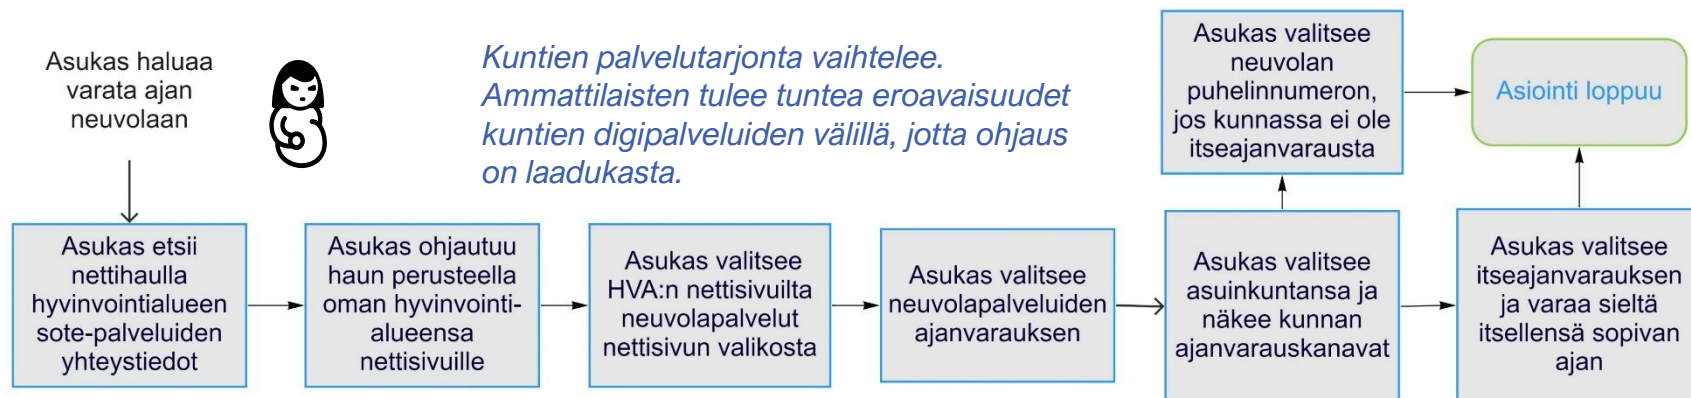 Asukas haluaa
varata ajan
neuvolaan
Kuntien palvelutarjonta vaihtelee.
Ammattilaisten tulee tuntea eroavaisuudet
kuntien digipalveluiden välillä, jotta ohjaus
on laadukasta.
Asukas valitsee
neuvolan
puhelinnumeron,
jos kunnassa ei ole
itseajanvarausta
Asiointi loppuu
Asukas etsii
nettihaulla
hyvinvointialueen
sote-palveluiden
yhteystiedot
Asukas ohjautuu
haun perusteella
oman hyvinvointi-
alueensa
nettisivuille
Asukas valitsee
HVA:n nettisivuilta
neuvolapalvelut
nettisivun valikosta
Asukas valitsee
neuvolapalveluiden
ajanvarauksen
Asukas valitsee
asuinkuntansa ja
näkee kunnan
ajanvarauskanavat
Asukas valitsee
itseajanvarauksen
ja varaa sieltä
itsellensä sopivan
ajan